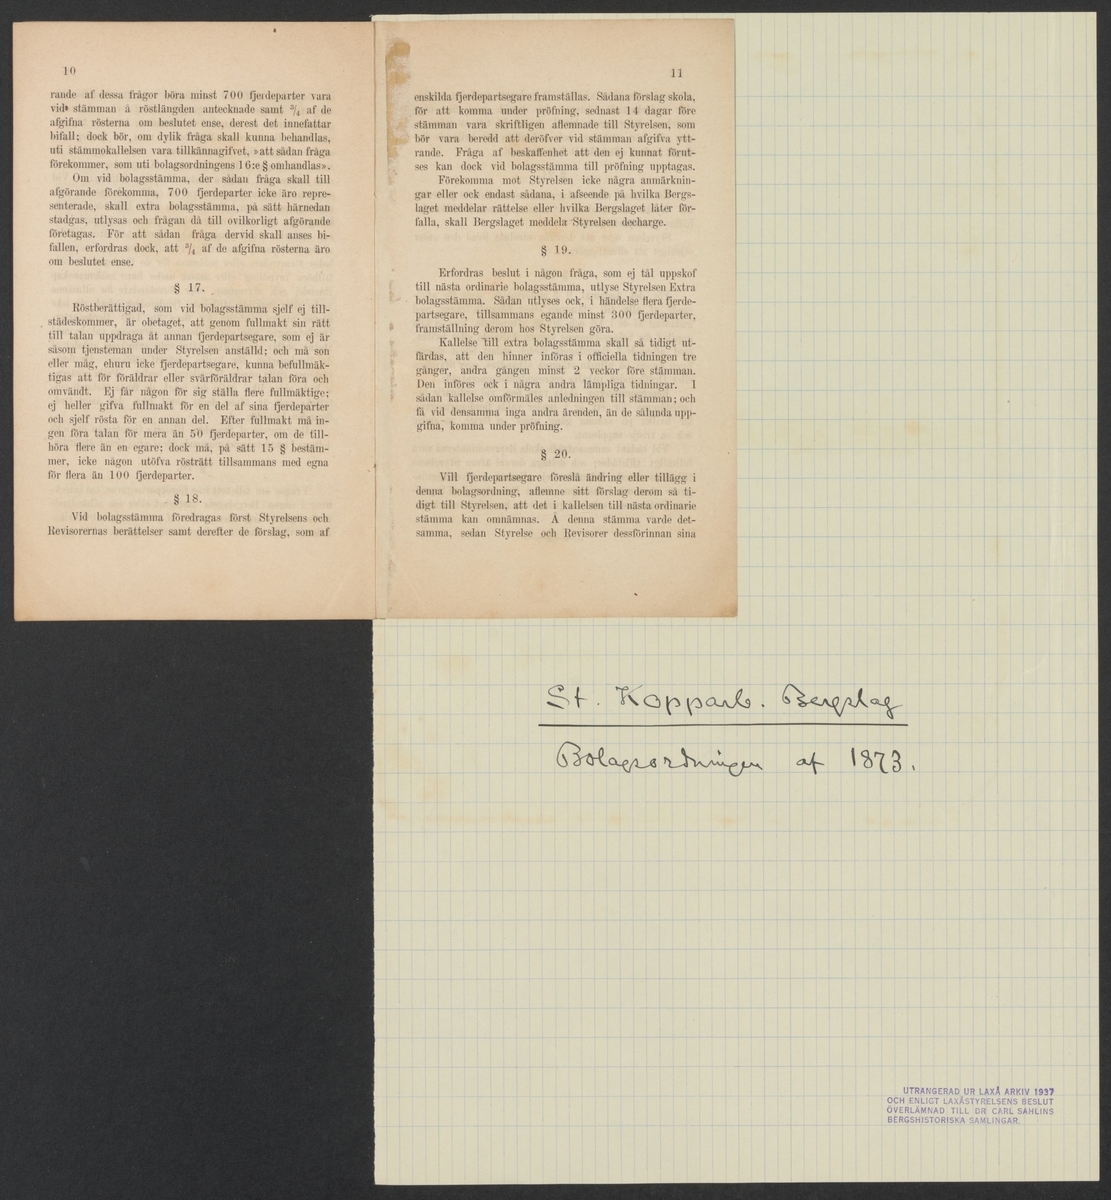 10
rande af dessa frågor böra minst 700 fjerdeparter vara
vid stämman å röstlängden antecknade samt 3/4 af de
afgifna rösterna om beslutet ense, derest det innefattar
bifall; dock bör, om dylik fråga skall kunna behandlas,
uti stämmokallelsen vara tillkännagifvet, »att sådan fråga
förekommer, som uti bolagsordningens 16:e § omhandlas».
Om vid bolagsstämma, der sådan fråga skall till
afgörande förekomma, 700 fjerdeparter icke äro repre-
senterade, skall extra bolagsstämma, på sätt härnedan
stadgas, utlysas och frågan då till ovilkorligt afgörande
företagas. För att sådan fråga dervid skall anses bi-
fallen, erfordras dock, att 3/4 af de afgifna rösterna äro
om beslutet ense.
§ 17.
Röstberättigad, som vid bolagsstämma sjelf ej till-
städeskommer, är obetaget, att genom fullmakt sin rätt
till talan uppdraga åt annan fjerdepartsegare, som ej är
såsom tjensteman under Styrelsen anställd; och må son
eller måg, ehuru icke fjerdepartsegare, kunna befullmäk-
tigas att för föräldrar eller svärföräldrar talan föra och
omvändt. Ej får någon för sig ställa flere fullmäktige;
ej heller gifva fullmakt för en del af sina fjerdeparter
och sjelf rösta för en annan del. Efter fullmakt må in-
gen föra talan för mera än 50 fjerdeparter, om de till-
höra flere än en egare; dock må, på sätt 15 § bestäm-
mer, icke någon utöfva rösträtt tillsammans med egna
för flera än 100 fjerdeparter.
§ 18.
Vid bolagsstämma föredragas först Styrelsens och
Revisorernas berättelser samt derefter de förslag, som af
11
enskilda fjerdepartsegare framställas. Sådana förslag skola,
för att komma under pröfning, sednast 14 dagar före
stämman vara skriftligen aflemnade till Styrelsen, som
bör vara beredd att deröfver vid stämman afgifva ytt-
rande. Fråga af beskaffenhet att den ej kunnat förut-
ses kan dock vid bolagsstämma till pröfning upptagas.
Förekomma mot Styrelsen icke några anmärknin-
gar eller ock endast sådana, i afseende på hvilka Bergs-
laget meddelar rättelse eller hvilka Bergslaget låter för-
falla, skall Bergslaget meddela Styrelsen decharge.
§ 19.
Erfordras beslut i någon fråga, som ej tål uppskof
till nästa ordinarie bolagsstämma, utlyse Styrelsen Extra
bolagsstämma. Sådan utlyses ock, i händelse flera fjerde-
partsegare, tillsammans egande minst 300 fjerdeparter,
framställning derom hos Styrelsen göra.
Kallelse till extra bolagsstämma skall så tidigt ut-
färdas, att den hinner införas i officiella tidningen tre
gånger, andra gången minst 2 veckor före stämman.
Den införes ock i några andra lämpliga tidningar. I
sådan kallelse omförmäles anledningen till stämman; och
få vid densamma inga andra ärenden, än de sålunda upp-
gifna, komma under pröfning.
§ 20.
Vill fjerdepartsegare föreslå ändring eller tillägg i
denna bolagsordning, aflemne sitt förslag derom så ti-
digt till Styrelsen, att det i kallelsen till nästa ordinarie
stämma kan omnämnas. Å denna stämma varde det-
samma, sedan Styrelse och Revisorer dessförinnan sina
St. Kopparb. Bergslag
Bolagsordningen af 1873.
UTRANGERAD UR LAXÅ ARKIV 1937
OCH ENLIGT LAXÅSTYRELSENS BESLUT
ÖVERLÄMNAD TILL DR CARL SAHLINS
BERGSHISTORISKA SAMLINGAR.